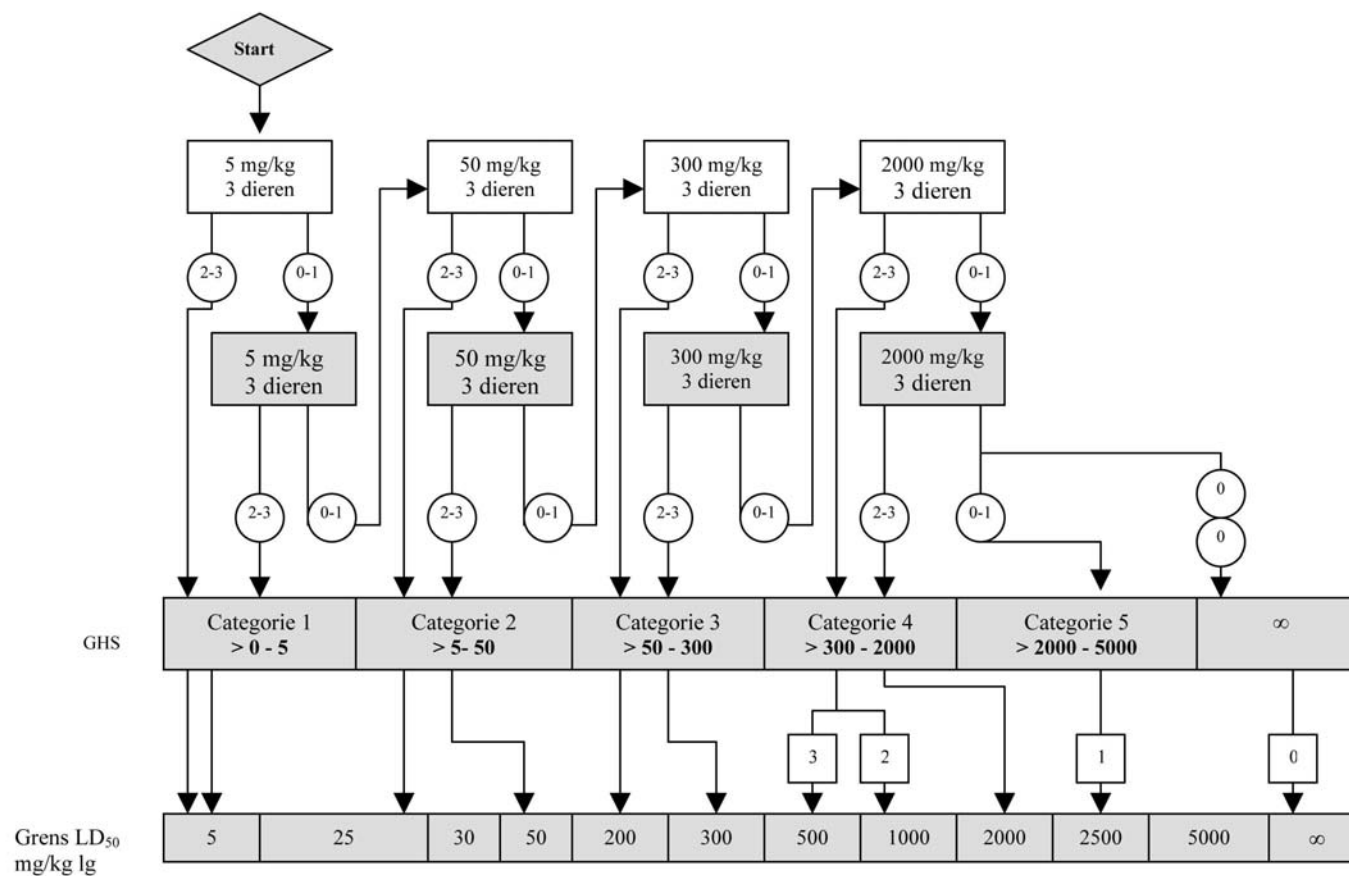 Start
5 mg/kg
3 dieren
50 mg/kg
3 dieren
300 mg/kg
3 dieren
2000 mg/kg
3 dieren
2-3
0-1
2-3
0-1
2-3
0-1
2-3
0-1
5 mg/kg
3 dieren
50 mg/kg
3 dieren
300 mg/kg
3 dieren
2000 mg/kg
3 dieren
2-3
0-1
2-3
0-1
2-3
0-1
2-3
0-1
0
0
GHS
Categorie 1
> 0 - 5
Categorie 2
> 5- 50
Categorie 3
> 50 - 300
Categorie 4
> 300 - 2000
Categorie 5
> 2000 - 5000
∞
3
2
1
0
Grens LD₅₀
mg/kg lg
5
25
30
50
200
300
500
1000
2000
2500
5000
∞